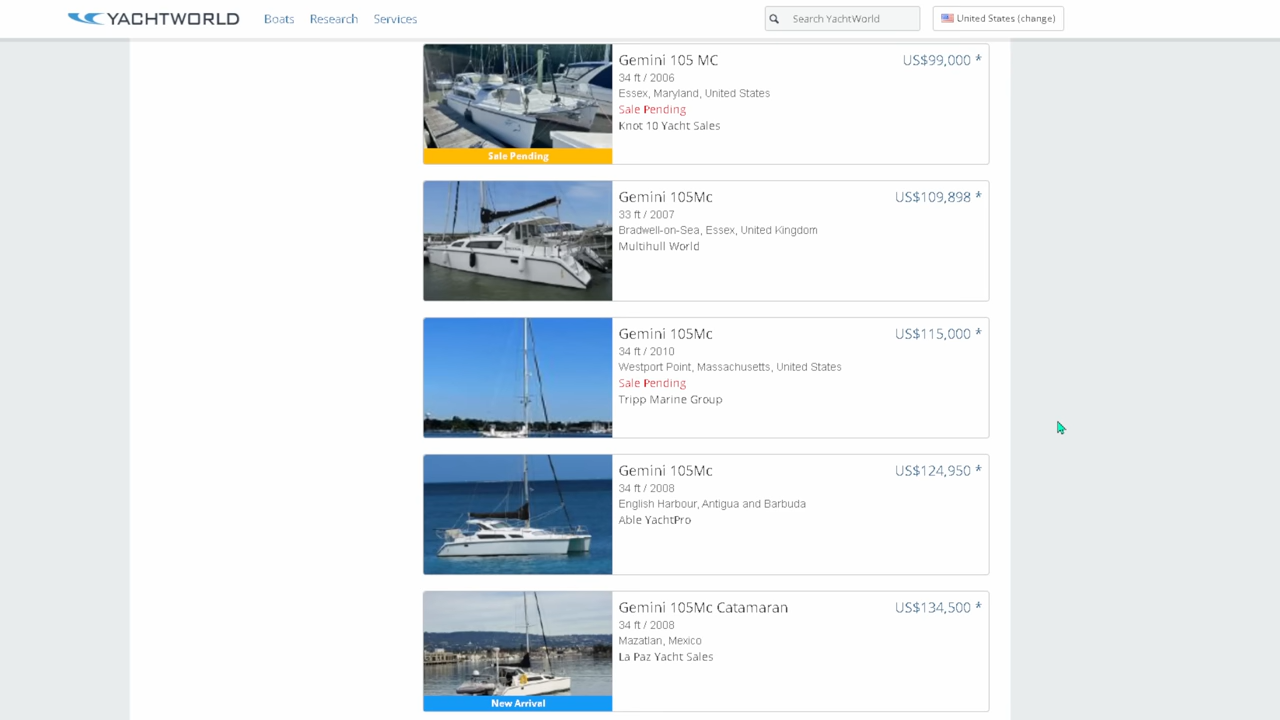 YACHTWORLD
Boats Research Services
Search YachtWorld
United States (change)
Gemini 105 MC
US$99,000 *
34 ft / 2006
Essex, Maryland, United States
Sale Pending
Knot 10 Yacht Sales
Sale Pending
Gemini 105Mc
US$109,898 *
33 ft / 2007
Bradwell-on-Sea, Essex, United Kingdom
Multihull World
Gemini 105Mc
US$115,000 *
34 ft / 2010
Westport Point, Massachusetts, United States
Sale Pending
Tripp Marine Group
Gemini 105Mc
US$124,950 *
34 ft / 2008
English Harbour, Antigua and Barbuda
Able YachtPro
Gemini 105Mc Catamaran
US$134,500 *
34 ft / 2008
Mazatlan, Mexico
La Paz Yacht Sales
New Arrival